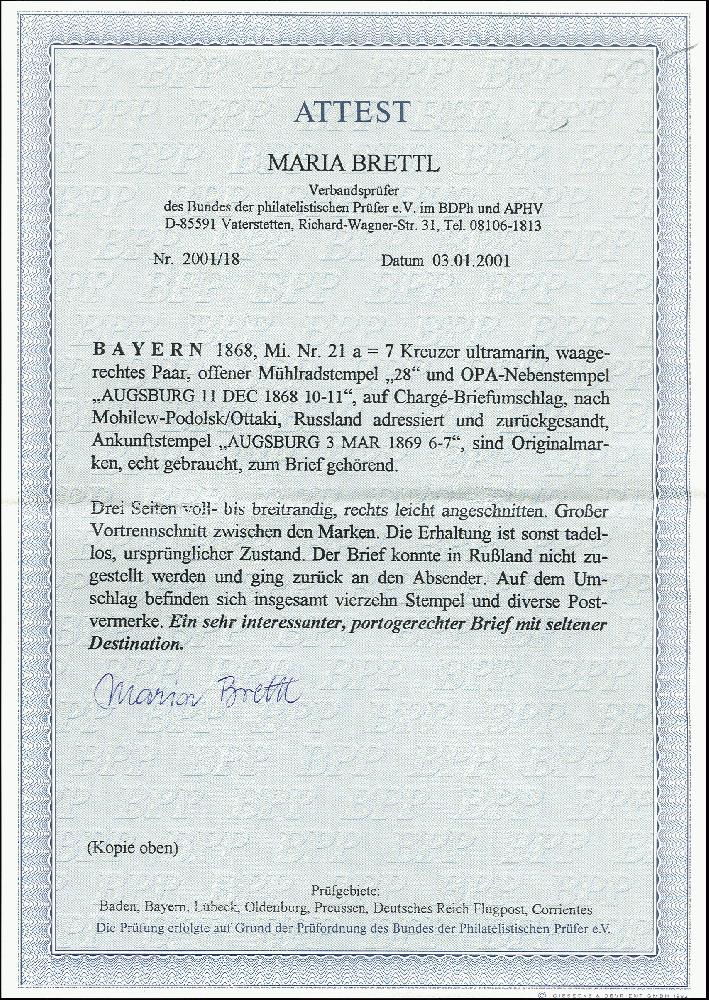 ATTEST
MARIA BRETTL
Verbandsprüfer
des Bundes der philatelistischen Prüfer e.V. im BDPh und APHV
D-85591 Vaterstetten, Richard-Wagner-Str. 31, Tel. 08106-1813
Nr. 2001/18 Datum 03.01.2001
BAYERN 1868, Mi. Nr. 21 a = 7 Kreuzer ultramarin, waage-
rechtes Paar, offener Mühlradstempel „28“ und OPA-Nebenstempel
„AUGSBURG 11 DEC 1868 10-11“, auf Chargé-Briefumschlag, nach
Mohilew-Podolsk/Ottaki, Russland adressiert und zurückgesandt,
Ankunftstempel „AUGSBURG 3 MAR 1869 6-7“, sind Originalmar-
ken, echt gebraucht, zum Brief gehörend.
Drei Seiten voll- bis breitrandig, rechts leicht angeschnitten. Großer
Vortrennschnitt zwischen den Marken. Die Erhaltung ist sonst tadel-
los, ursprünglicher Zustand. Der Brief konnte in Rußland nicht zu-
gestellt werden und ging zurück an den Absender. Auf dem Um-
schlag befinden sich insgesamt vierzehn Stempel und diverse Post-
vermerke. Ein sehr interessanter, portogerechter Brief mit seltener
Destination.
Maria Brettl
(Kopie oben)
Prüfgebiete:
Baden, Bayern, Lübeck, Oldenburg, Preussen, Deutsches Reich Flugpost, Corrientes
Die Prüfung erfolgte auf Grund der Prüfordnung des Bundes der Philatelistischen Prüfer e.V.
© GIESECKE & DEVRIENT GMBH